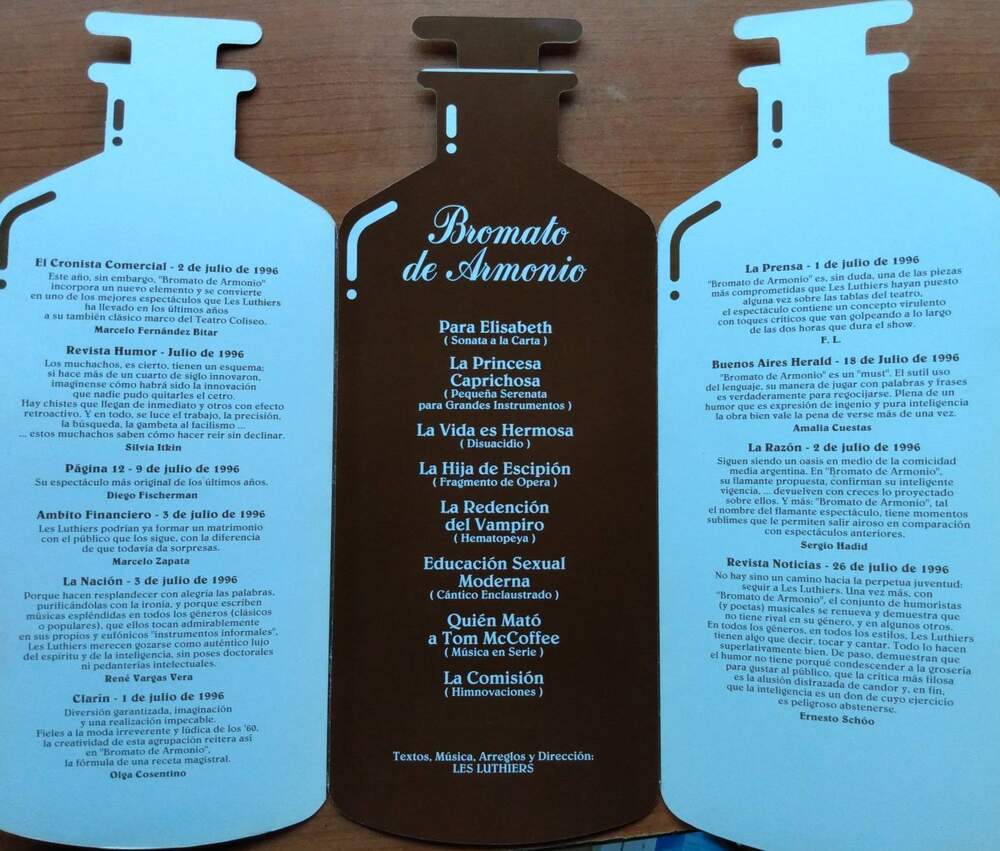 El Cronista Comercial - 2 de julio de 1996
Este año, sin embargo, "Bromato de Armonio"
incorpora un nuevo elemento y se convierte
en uno de los mejores espectáculos que Les Luthiers
ha llevado en los últimos años
a su también clásico marco del Teatro Coliseo.
Marcelo Fernández Bitar
Revista Humor - Julio de 1996
Los muchachos, es cierto, tienen un esquema;
si hace más de un cuarto de siglo innovaron,
imagínense cómo habrá sido la innovación
que nadie pudo quitarles el cetro.
Hay chistes que llegan de inmediato y otros con efecto
retroactivo. Y en todo, se luce el trabajo, la precisión,
la búsqueda, la gambeta al facilismo ...
... estos muchachos saben cómo hacer reir sin declinar.
Silvia Itkin
Página 12 - 9 de julio de 1996
Su espectáculo más original de los últimos años.
Diego Fischerman
Ambito Financiero - 3 de julio de 1996
Les Luthiers podrían ya formar un matrimonio
con el público que los sigue, con la diferencia
de que todavía da sorpresas.
Marcelo Zapata
La Nación - 3 de julio de 1996
Porque hacen resplandecer con alegría las palabras,
purificándolas con la ironía, y porque escriben
músicas espléndidas en todos los géneros (clásicos
o populares), que ellos tocan admirablemente
en sus propios y eufónicos "instrumentos informales",
Les Luthiers merecen gozarse como auténtico lujo
del espíritu y de la inteligencia, sin poses doctorales
ni pedanterías intelectuales.
René Vargas Vera
Clarín - 1 de julio de 1996
Diversión garantizada, imaginación
y una realización impecable.
Fieles a la moda irreverente y lúdica de los '60,
la creatividad de esta agrupación reitera así
en "Bromato de Armonio",
la fórmula de una receta magistral.
Olga Cosentino
Bromato
de Armonio
Para Elisabeth
( Sonata a la Carta )
La Princesa
Caprichosa
( Pequeña Serenata
para Grandes Instrumentos )
La Vida es Hermosa
( Disuacidio )
La Hija de Escipión
( Fragmento de Opera )
La Redención
del Vampiro
( Hematopeya )
Educación Sexual
Moderna
( Cántico Enclaustrado )
Quién Mató
a Tom McCoffee
( Música en Serie )
La Comisión
( Himnovaciones )
Textos, Música, Arreglos y Dirección:
LES LUTHIERS
La Prensa - 1 de julio de 1996
"Bromato de Armonio" es, sin duda, una de las piezas
más comprometidas que Les Luthiers hayan puesto
alguna vez sobre las tablas del teatro,
el espectáculo contiene un concepto virulento
con toques críticos que van golpeando a lo largo
de las dos horas que dura el show.
F. L.
Buenos Aires Herald - 18 de Julio de 1996
"Bromato de Armonio" es un "must". El sutil uso
del lenguaje, su manera de jugar con palabras y frases
es verdaderamente para regocijarse. Plena de un
humor que es expresión de ingenio y pura inteligencia
la obra bien vale la pena de verse más de una vez.
Amalia Cuestas
La Razón - 2 de julio de 1996
Siguen siendo un oasis en medio de la comicidad
media argentina. En "Bromato de Armonio",
su flamante propuesta, confirman su inteligente
vigencia, ... devuelven con creces lo proyectado
sobre ellos. Y más: "Bromato de Armonio", tal
el nombre del flamante espectáculo, tiene momentos
sublimes que le permiten salir airoso en comparación
con espectáculos anteriores.
Sergio Hadid
Revista Noticias - 26 de julio de 1996
No hay sino un camino hacia la perpetua juventud:
seguir a Les Luthiers. Una vez más, con
"Bromato de Armonio", el conjunto de humoristas
(y poetas) musicales se renueva y demuestra que
no tiene rival en su género, y en algunos otros.
En todos los géneros, en todos los estilos, Les Luthiers
tienen algo que decir, tocar y cantar. Todo lo hacen
superlativamente bien. De paso, demuestran que
el humor no tiene porqué condescender a la grosería
para gustar al público, que la crítica más filosa
es la alusión disfrazada de candor y, en fin,
que la inteligencia es un don de cuyo ejercicio
es peligroso abstenerse.
Ernesto Schóo